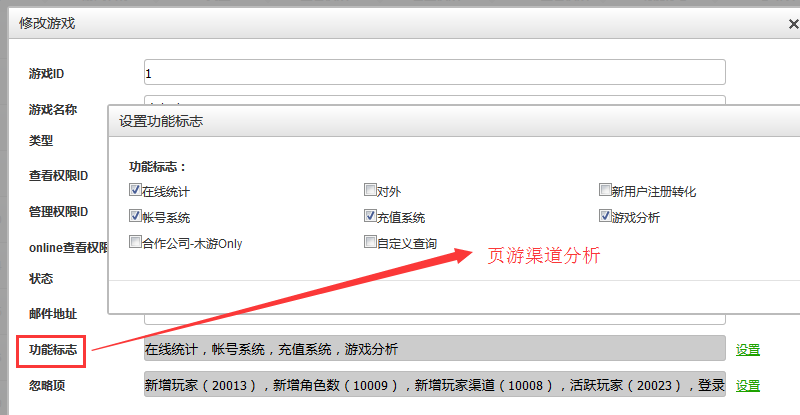 修改游戏
游戏ID 1
游戏名称
设置功能标志
类型
功能标志：
查看权限ID
在线统计 对外 新用户注册转化
管理权限ID
帐号系统 充值系统 游戏分析
online查看权限
合作公司-木游Only 自定义查询
页游渠道分析
状态
邮件地址
功能标志 在线统计，帐号系统，充值系统，游戏分析 设置
忽略顶 新增玩家（20013），新增角色数（10009），新增玩家渠道（10008），活跃玩家（20023），登录 设置